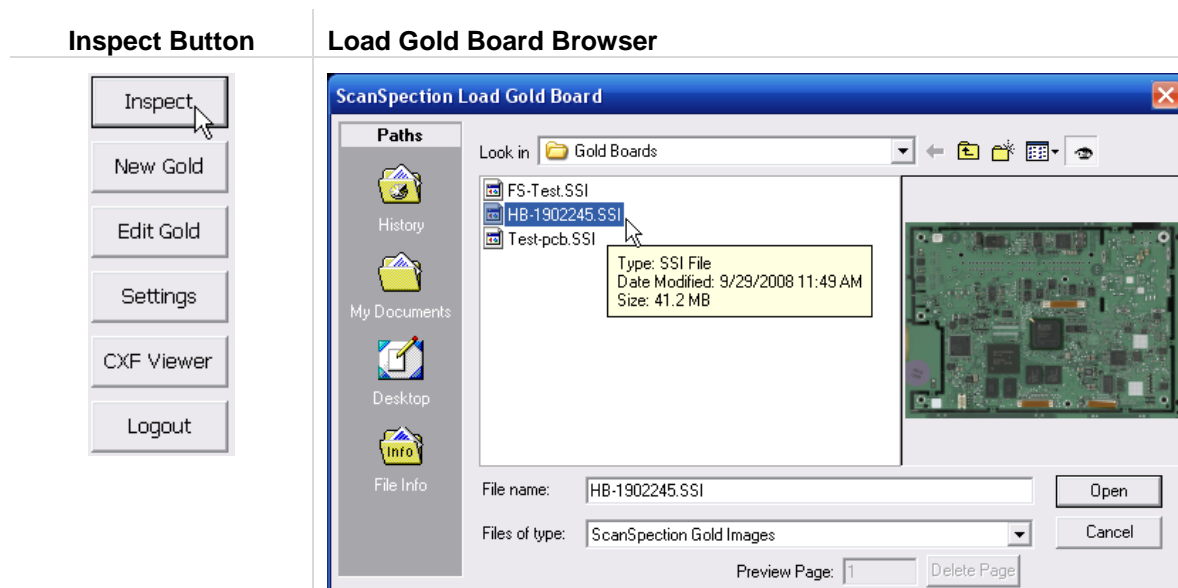 Inspect Button
Load Gold Board Browser
Inspect
New Gold
Edit Gold
Settings
CXF Viewer
Logout
ScanSpection Load Gold Board
Paths
History
My Documents
Desktop
Info
File Info
Look in
Gold Boards
FS-Test.SSI
HB-1902245.SSI
Test-pcb.SSI
Type: SSI File
Date Modified: 9/29/2008 11:49 AM
Size: 41.2 MB
File name:
HB-1902245.SSI
Open
Files of type:
ScanSpection Gold Images
Cancel
Preview Page:
1
Delete Page